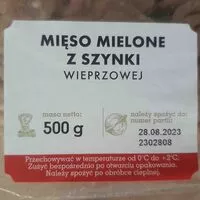 MIĘSO MIELONE
Z SZYNKI
WIEPRZOWEJ
masa netto:
500 g
należy spożyć do:
numer partii:
28.08.2023
2302808
Przechowywać w temperaturze od 0°C do +2°C.
Zużyć bezpośrednio po otwarciu opakowania.
Należy spożyć po obróbce cieplnej.